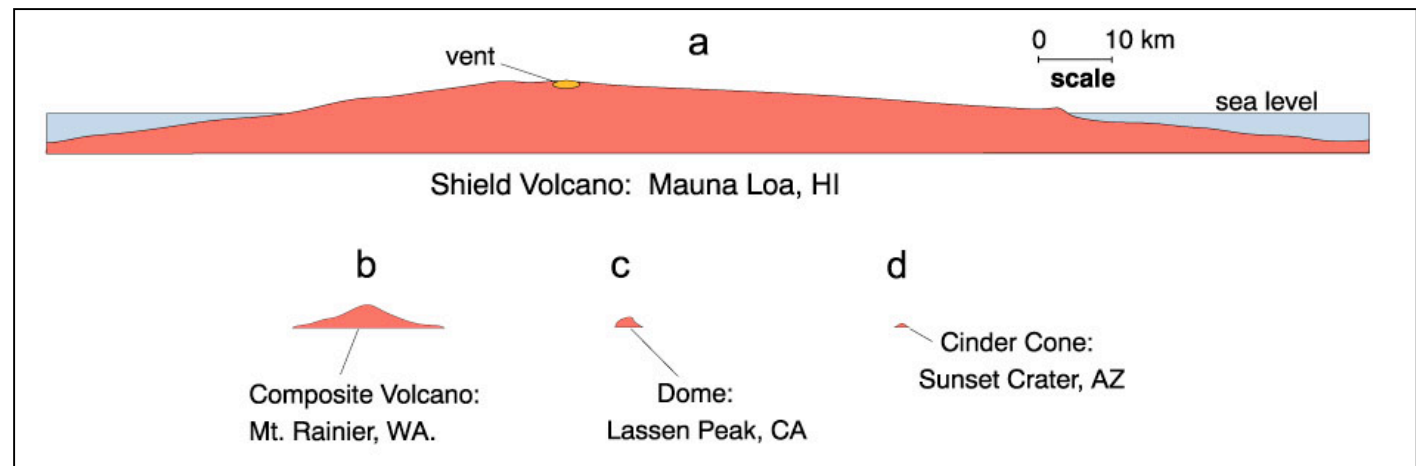 a
vent
0 10 km
scale
sea level
Shield Volcano: Mauna Loa, HI
b
c
d
Composite Volcano:
Mt. Rainier, WA.
Dome:
Lassen Peak, CA
Cinder Cone:
Sunset Crater, AZ